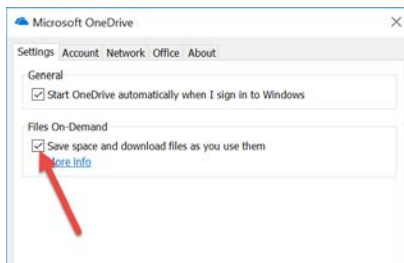 Microsoft OneDrive
Settings Account Network Office About
General
Start OneDrive automatically when I sign in to Windows
Files On-Demand
Save space and download files as you use them
More info